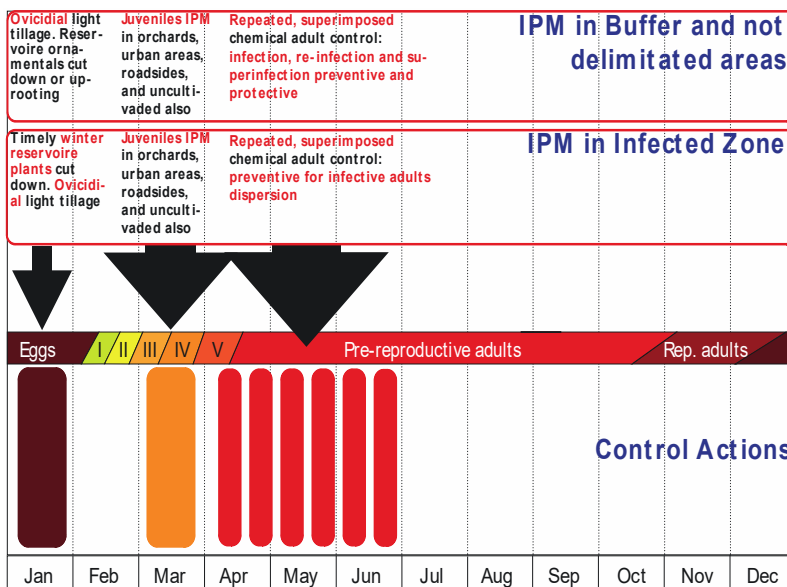 Ovicidial light
tillage. Reser-
voire orna-
mentals cut
down or up-
rooting
Juveniles IPM
in orchards,
urban areas,
roadsides,
and uncult-
vaded also
Repeated, superimposed
chemical adult control:
infection, re-infection and su-
perinfection preventive and
protective
IPM in Buffer and not
delimitated areas
Timely winter
reservoire
plants cut
down. Ovicidi-
al light tillage
Juveniles IPM
in orchards,
urban areas,
roadsides,
and unculti-
vaded also
Repeated, superimposed
chemical adult control:
preventive for infective adults
dispersion
IPM in Infected Zone
Eggs I II III IV V Pre-reproductive adults Rep. adults
Control Actions
Jan Feb Mar Apr May Jun Jul Aug Sep Oct Nov Dec